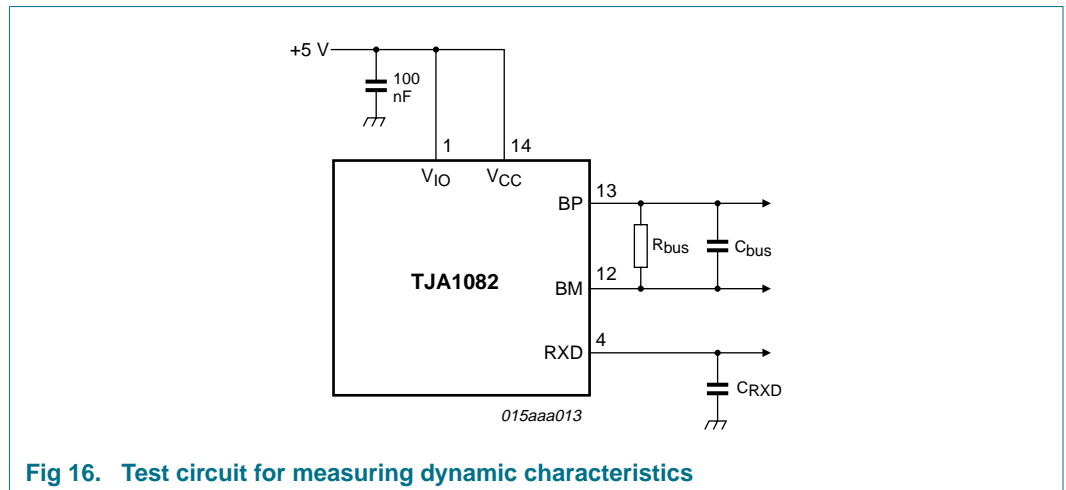 +5 V
100
nF
1
14
VIO
VCC
BP
13
Rbus
Cbus
TJA1082
12
BM
4
RXD
CRXD
015aaa013
Fig 16. Test circuit for measuring dynamic characteristics